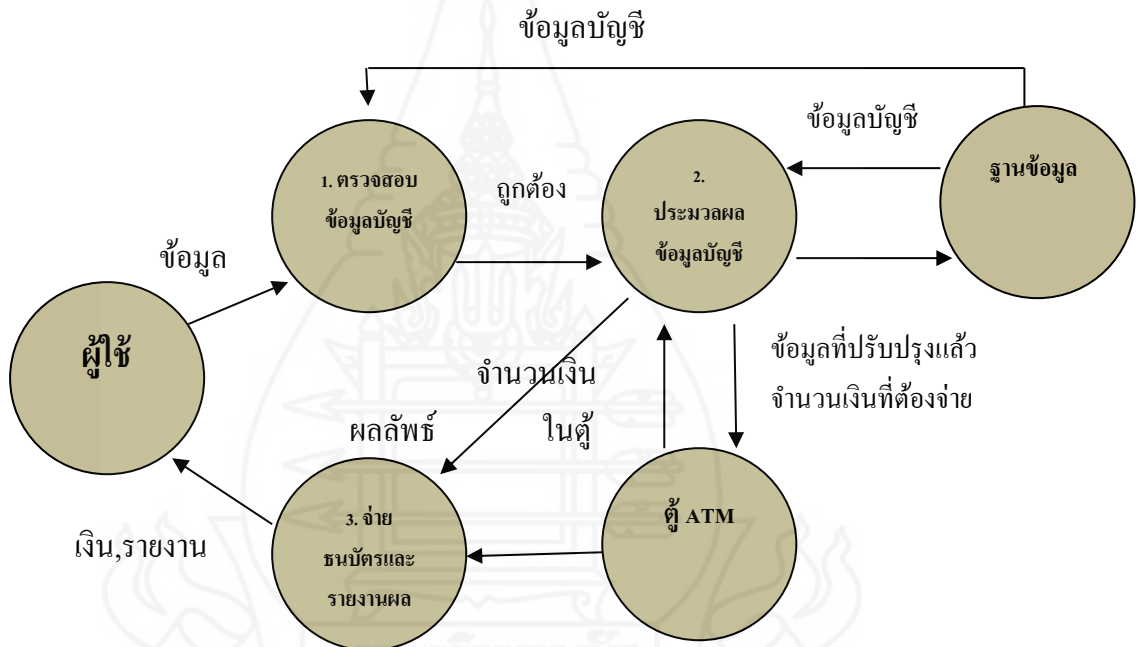 ข้อมูลบัญชี
ข้อมูลบัญชี
1. ตรวจสอบ
ข้อมูลบัญชี
ถูกต้อง
2.
ประมวลผล
ข้อมูลบัญชี
ฐานข้อมูล
ข้อมูล
ผู้ใช้
จำนวนเงิน
ในตู้
ผลลัพธ์
ข้อมูลที่ปรับปรุงแล้ว
จำนวนเงินที่ต้องจ่าย
เงิน,รายงาน
3. จ่าย
ธนบัตรและ
รายงานผล
ตู้ ATM